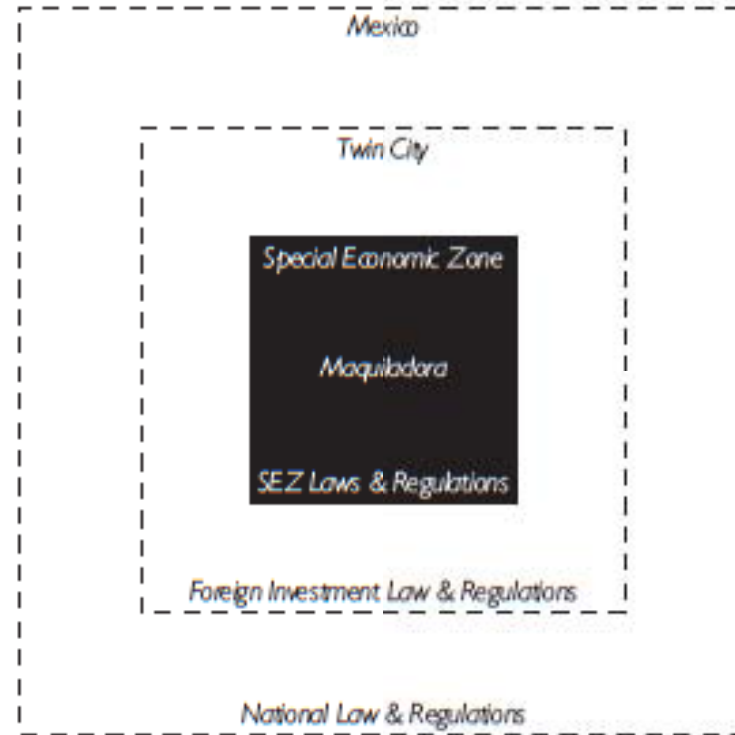 Mexico
Twin City
Special Economic Zone
Maquiladora
SEZ Laws & Regulations
Foreign Investment Law & Regulations
National Law & Regulations